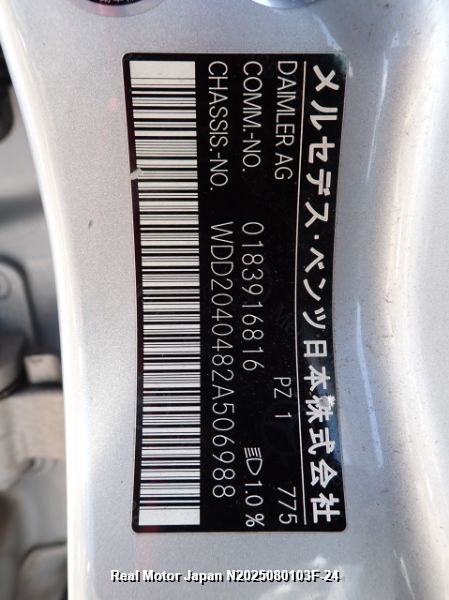 メルセデス・ベンツ日本株式会社
DAIMLER AG 775
COMM.-NO. 0183916816 PZ 1 1.0%
CHASSIS.-NO. WDD2040482A506988
Real Motor Japan N2025080103F-24